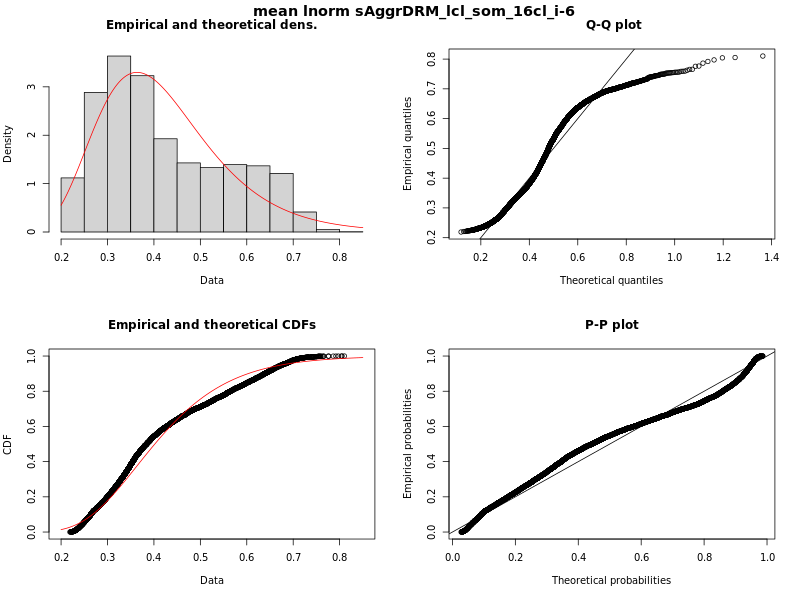 mean lnorm sAggrDRM_lcl_som_16cl_i-6
Empirical and theoretical dens.
Density
0 1 2 3
0.2 0.3 0.4 0.5 0.6 0.7 0.8
Data
Q-Q plot
Empirical quantiles
0.2 0.3 0.4 0.5 0.6 0.7 0.8
0.2 0.4 0.6 0.8 1.0 1.2 1.4
Theoretical quantiles
Empirical and theoretical CDFs
CDF
0.0 0.2 0.4 0.6 0.8 1.0
0.2 0.3 0.4 0.5 0.6 0.7 0.8
Data
P-P plot
Empirical probabilities
0.0 0.2 0.4 0.6 0.8 1.0
0.0 0.2 0.4 0.6 0.8 1.0
Theoretical probabilities